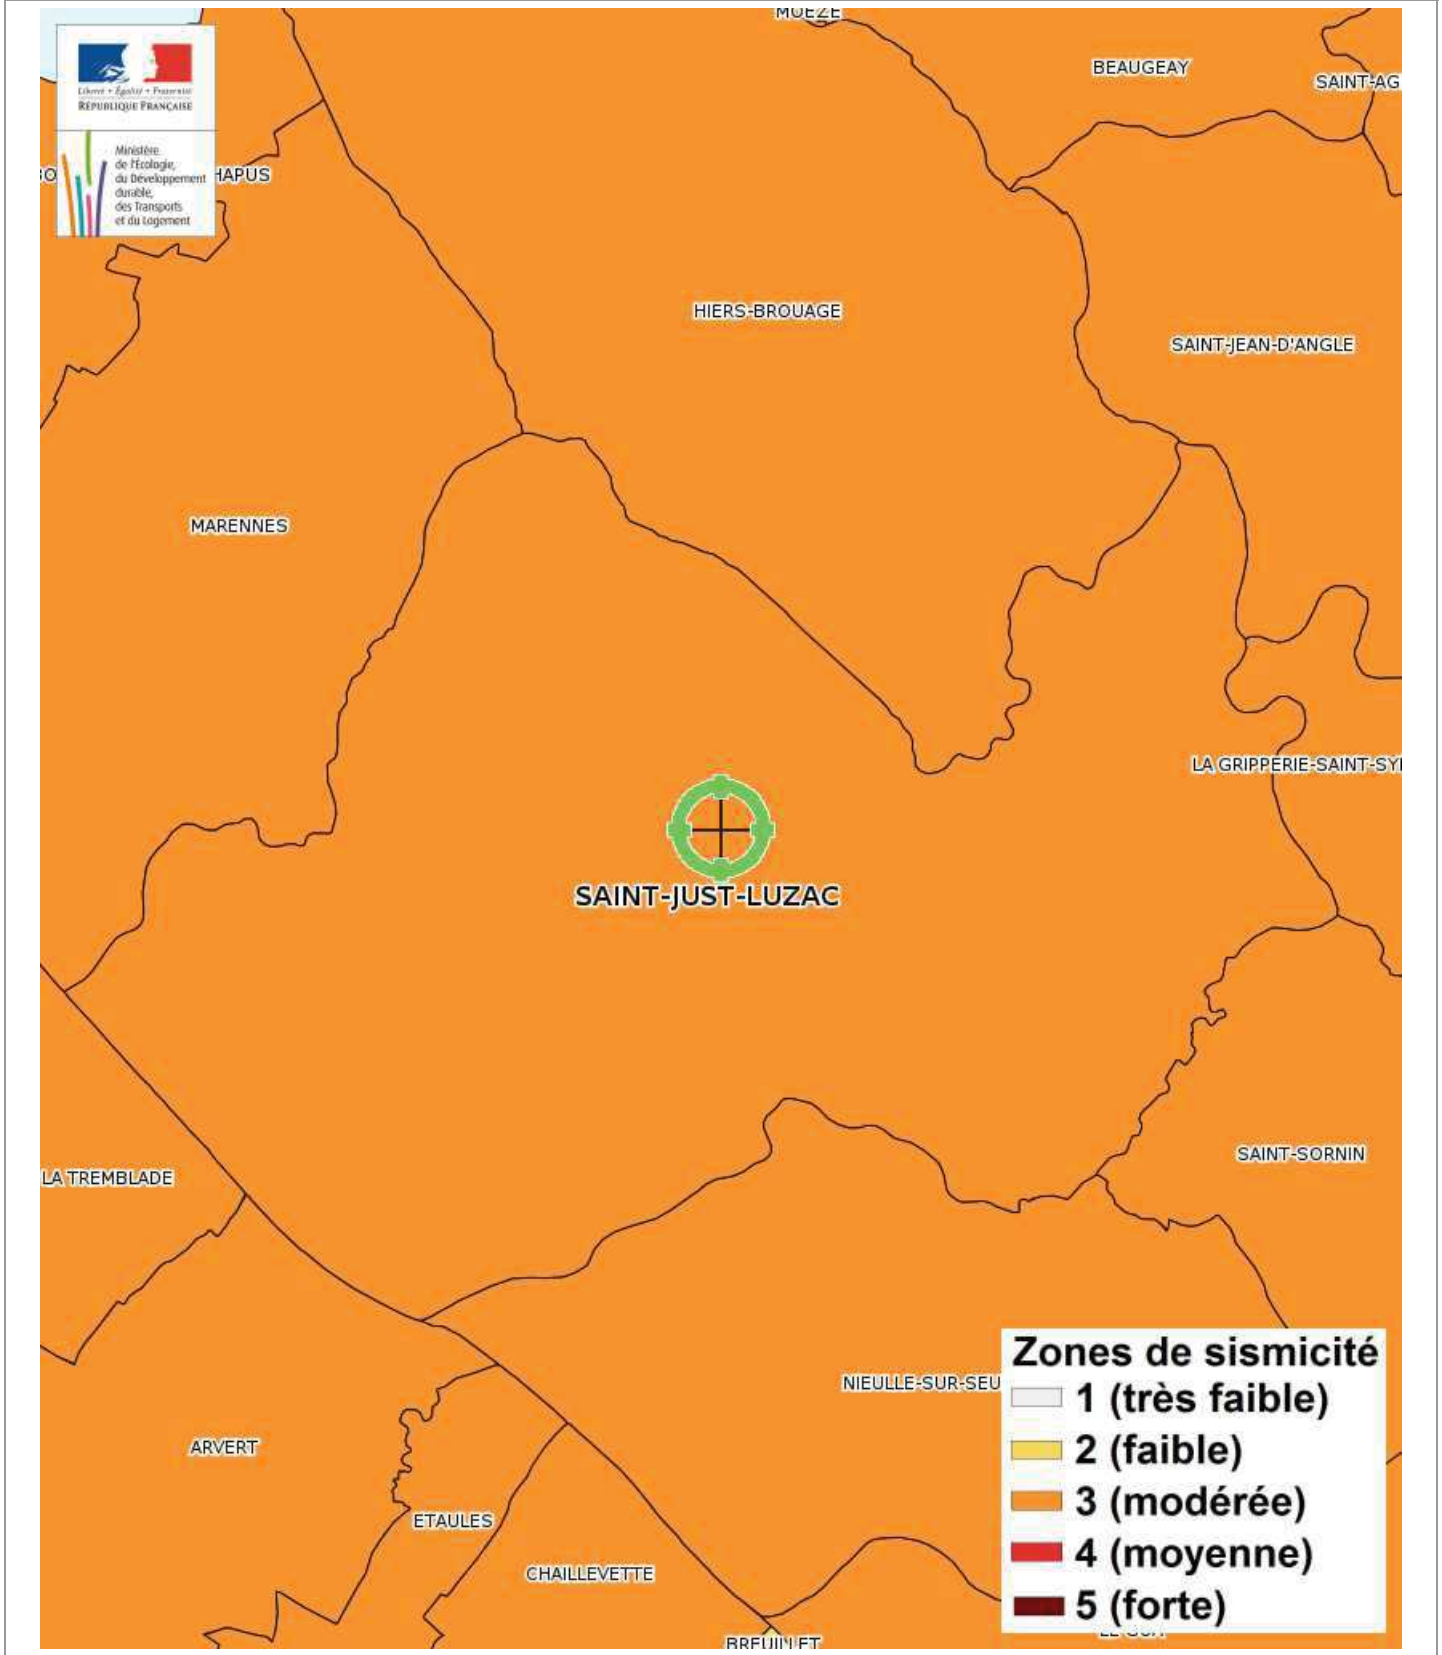 MOEZE
BEAUGEAY
SAINT-AG
Liberté • Égalité • Fraternité
RÉPUBLIQUE FRANÇAISE
Ministère
de l'Écologie,
du Développement
durable,
des Transports
et du Logement
BO
HAPUS
HIERS-BROUAGE
SAINT-JEAN-D'ANGLE
MARENNES
LA GRIPPERIE-SAINT-SY
SAINT-JUST-LUZAC
SAINT-SORNIN
LA TREMBLADE
Zones de sismicité
1 (très faible)
2 (faible)
3 (modérée)
4 (moyenne)
5 (forte)
NIEULLE-SUR-SEU
ARVERT
ETAULES
CHAILLEVETTE
BREUILLET